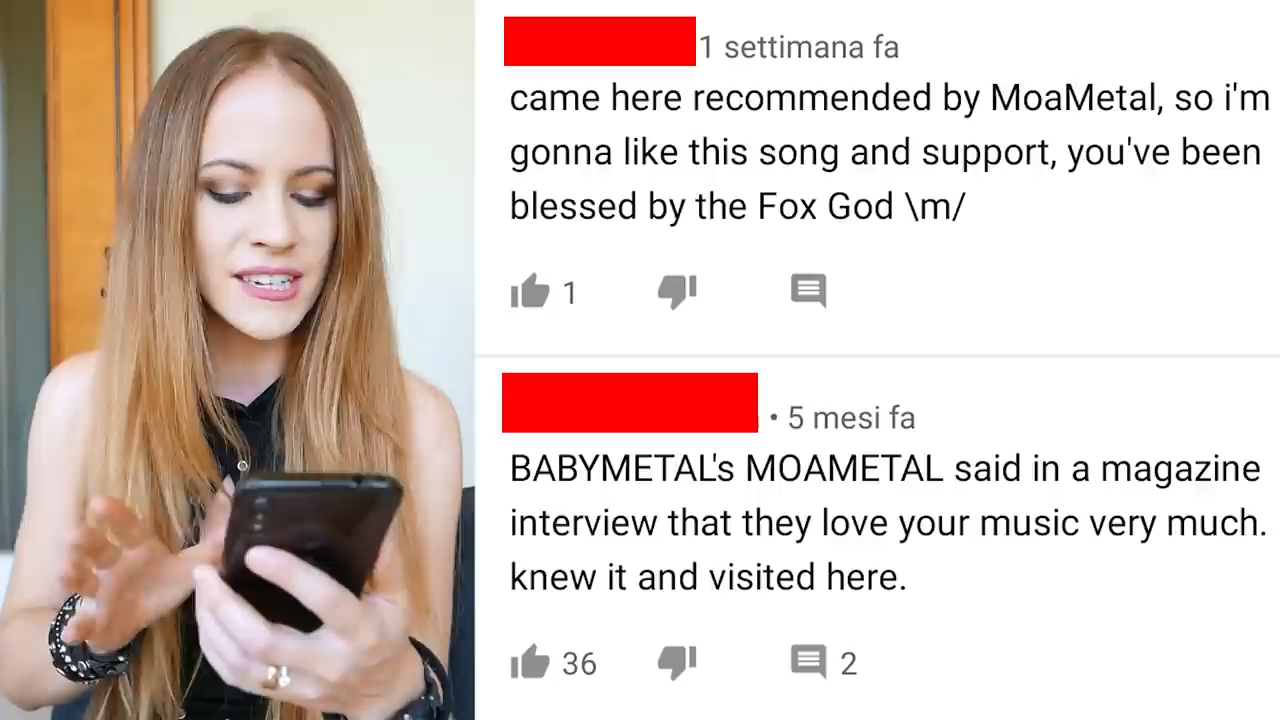 1 settimana fa
came here recommended by MoaMetal, so i'm
gonna like this song and support, you've been
blessed by the Fox God \m/
1
• 5 mesi fa
BABYMETAL's MOAMETAL said in a magazine
interview that they love your music very much.
knew it and visited here.
36
2